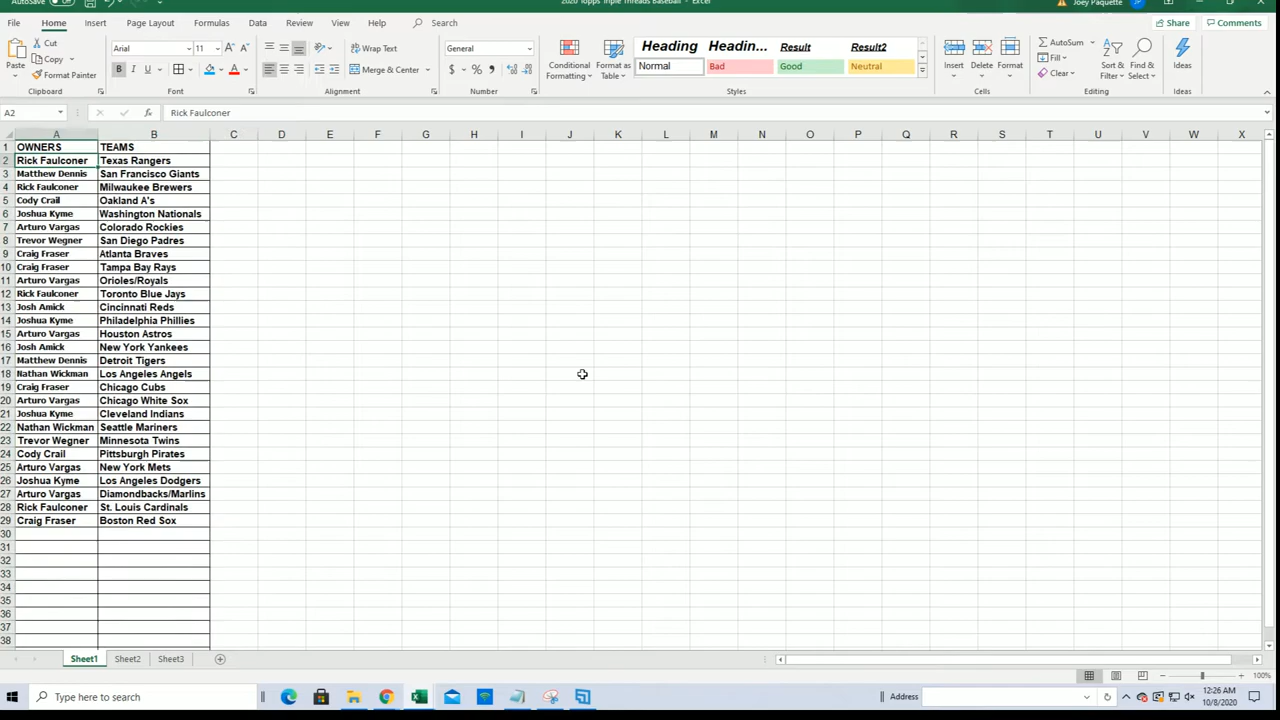 AutoSave
2020 Topps Triple Threads Baseball - Excel
Joey Paquette
File Home Insert Page Layout Formulas Data Review View Help Search Share Comments
Paste Cut Copy Format Painter Clipboard
Arial 11 Font
Wrap Text Merge & Center Alignment
General Number
Conditional Formatting Format as Table
Heading Headin... Result Result2
Normal Bad Good Neutral
Styles
Insert Delete Format Cells
AutoSum Fill Clear Sort & Filter Find & Select Editing
Ideas Ideas
A2 Rick Faulconer
A B C D E F G H I J K L M N O P Q R S T U V W X
1 OWNERS TEAMS
2 Rick Faulconer Texas Rangers
3 Matthew Dennis San Francisco Giants
4 Rick Faulconer Milwaukee Brewers
5 Cody Crail Oakland A's
6 Joshua Kyme Washington Nationals
7 Arturo Vargas Colorado Rockies
8 Trevor Wegner San Diego Padres
9 Craig Fraser Atlanta Braves
10 Craig Fraser Tampa Bay Rays
11 Arturo Vargas Orioles/Royals
12 Rick Faulconer Toronto Blue Jays
13 Josh Amick Cincinnati Reds
14 Joshua Kyme Philadelphia Phillies
15 Arturo Vargas Houston Astros
16 Josh Amick New York Yankees
17 Matthew Dennis Detroit Tigers
18 Nathan Wickman Los Angeles Angels
19 Craig Fraser Chicago Cubs
20 Arturo Vargas Chicago White Sox
21 Joshua Kyme Cleveland Indians
22 Nathan Wickman Seattle Mariners
23 Trevor Wegner Minnesota Twins
24 Cody Crail Pittsburgh Pirates
25 Arturo Vargas New York Mets
26 Joshua Kyme Los Angeles Dodgers
27 Arturo Vargas Diamondbacks/Marlins
28 Rick Faulconer St. Louis Cardinals
29 Craig Fraser Boston Red Sox
30
31
32
33
34
35
36
37
38
Sheet1 Sheet2 Sheet3
100%
Type here to search
Address
12:26 AM
10/8/2020